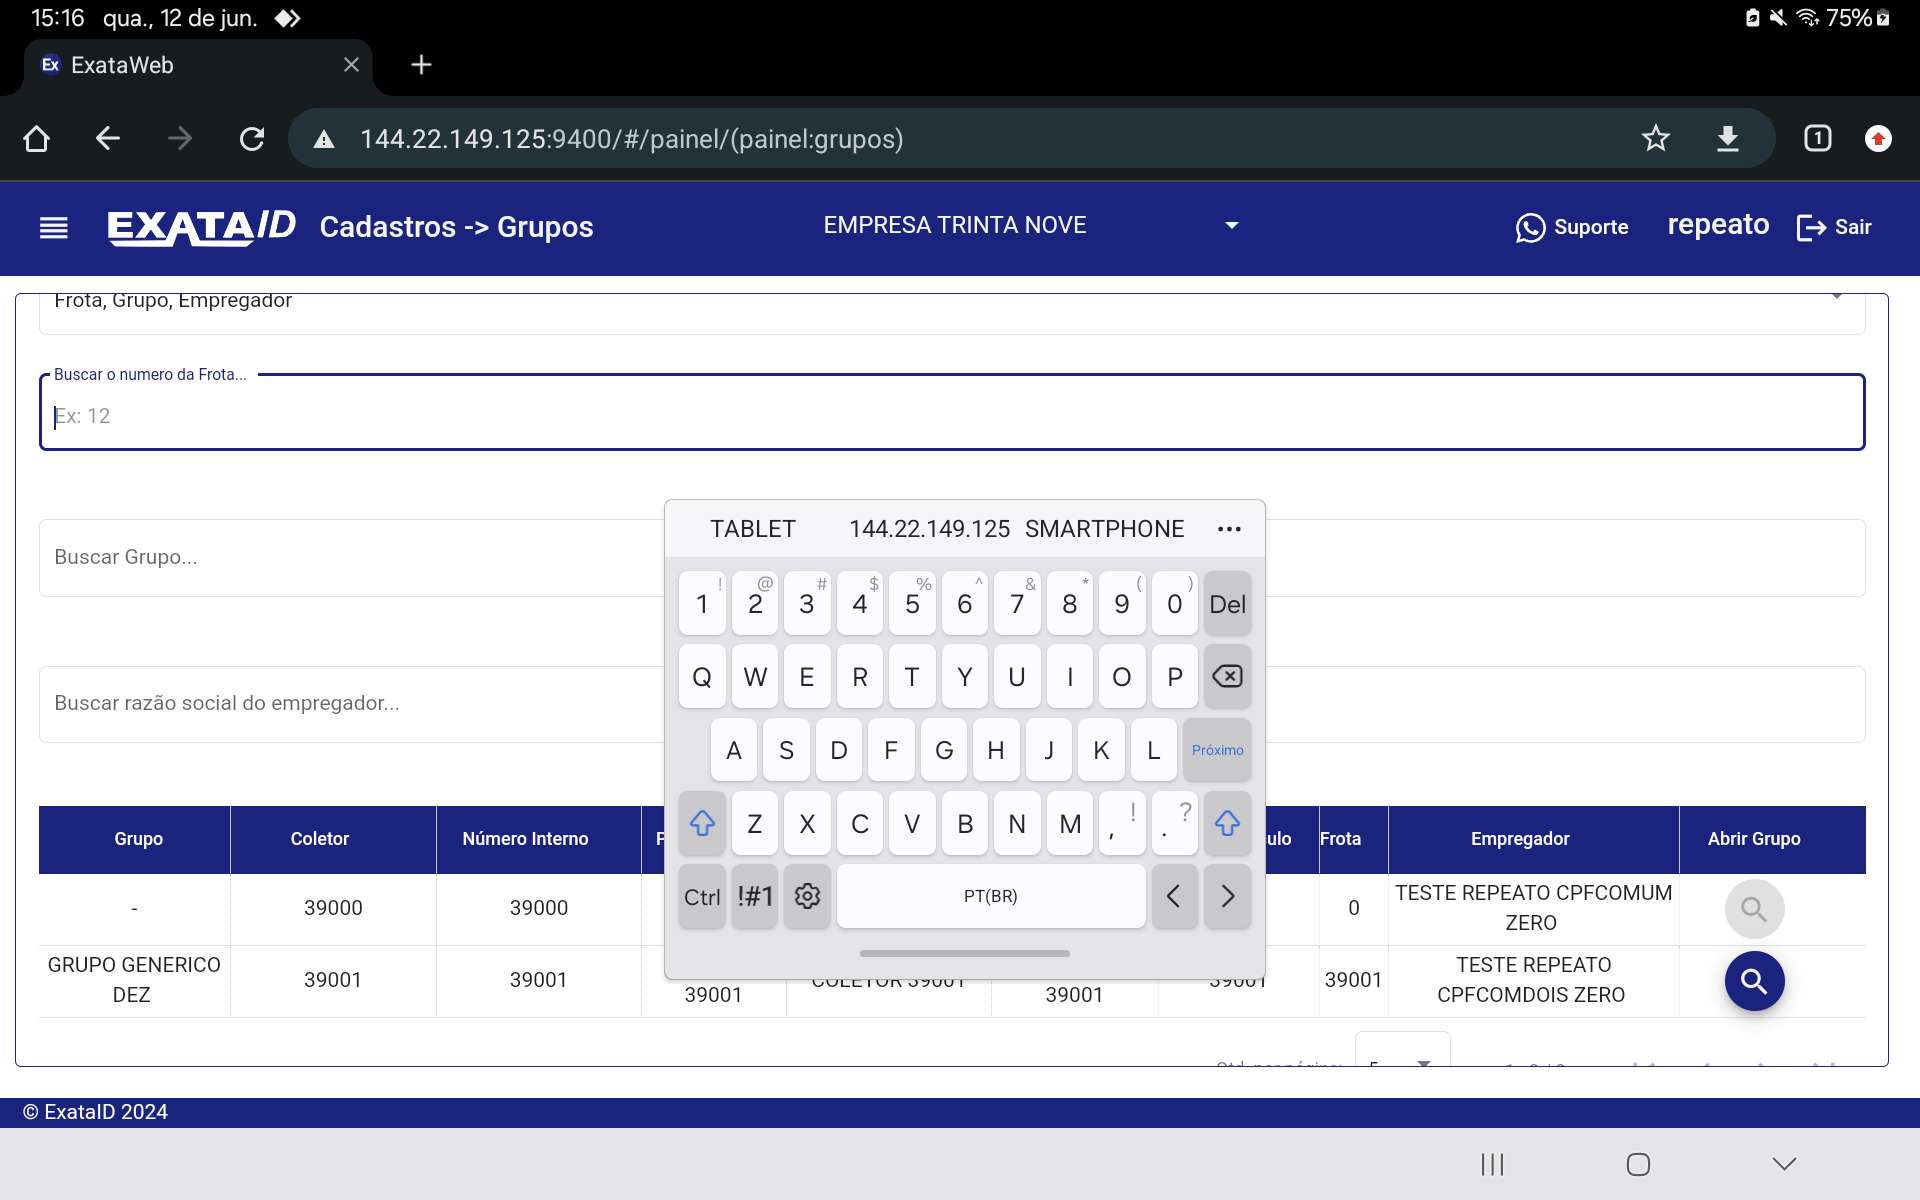 15:16 qua., 12 de jun. 75%
Ex ExataWeb
144.22.149.125:9400/#/painel/(painel:grupos) 1
EXATA/D Cadastros -> Grupos EMPRESA TRINTA NOVE Suporte repeato Sair
Frota, Grupo, Empregador
Buscar o numero da Frota...
Ex: 12
Buscar Grupo...
Buscar razão social do empregador...
TABLET 144.22.149.125 SMARTPHONE •••
! @ # $ % ^ & * ( )
1 2 3 4 5 6 7 8 9 0 Del
Q W E R T Y U I O P
A S D F G H J K L Próximo
Z X C V B N M , ! . ?
Ctrl !#1 PT(BR)
Grupo Coletor Número Interno Frota Empregador Abrir Grupo
- 39000 39000 0 TESTE REPEATO CPFCOMUM ZERO
GRUPO GENERICO DEZ 39001 39001 39001 COLETOR 39001 39001 39001 39001 TESTE REPEATO CPFCOMDOIS ZERO
© ExataID 2024